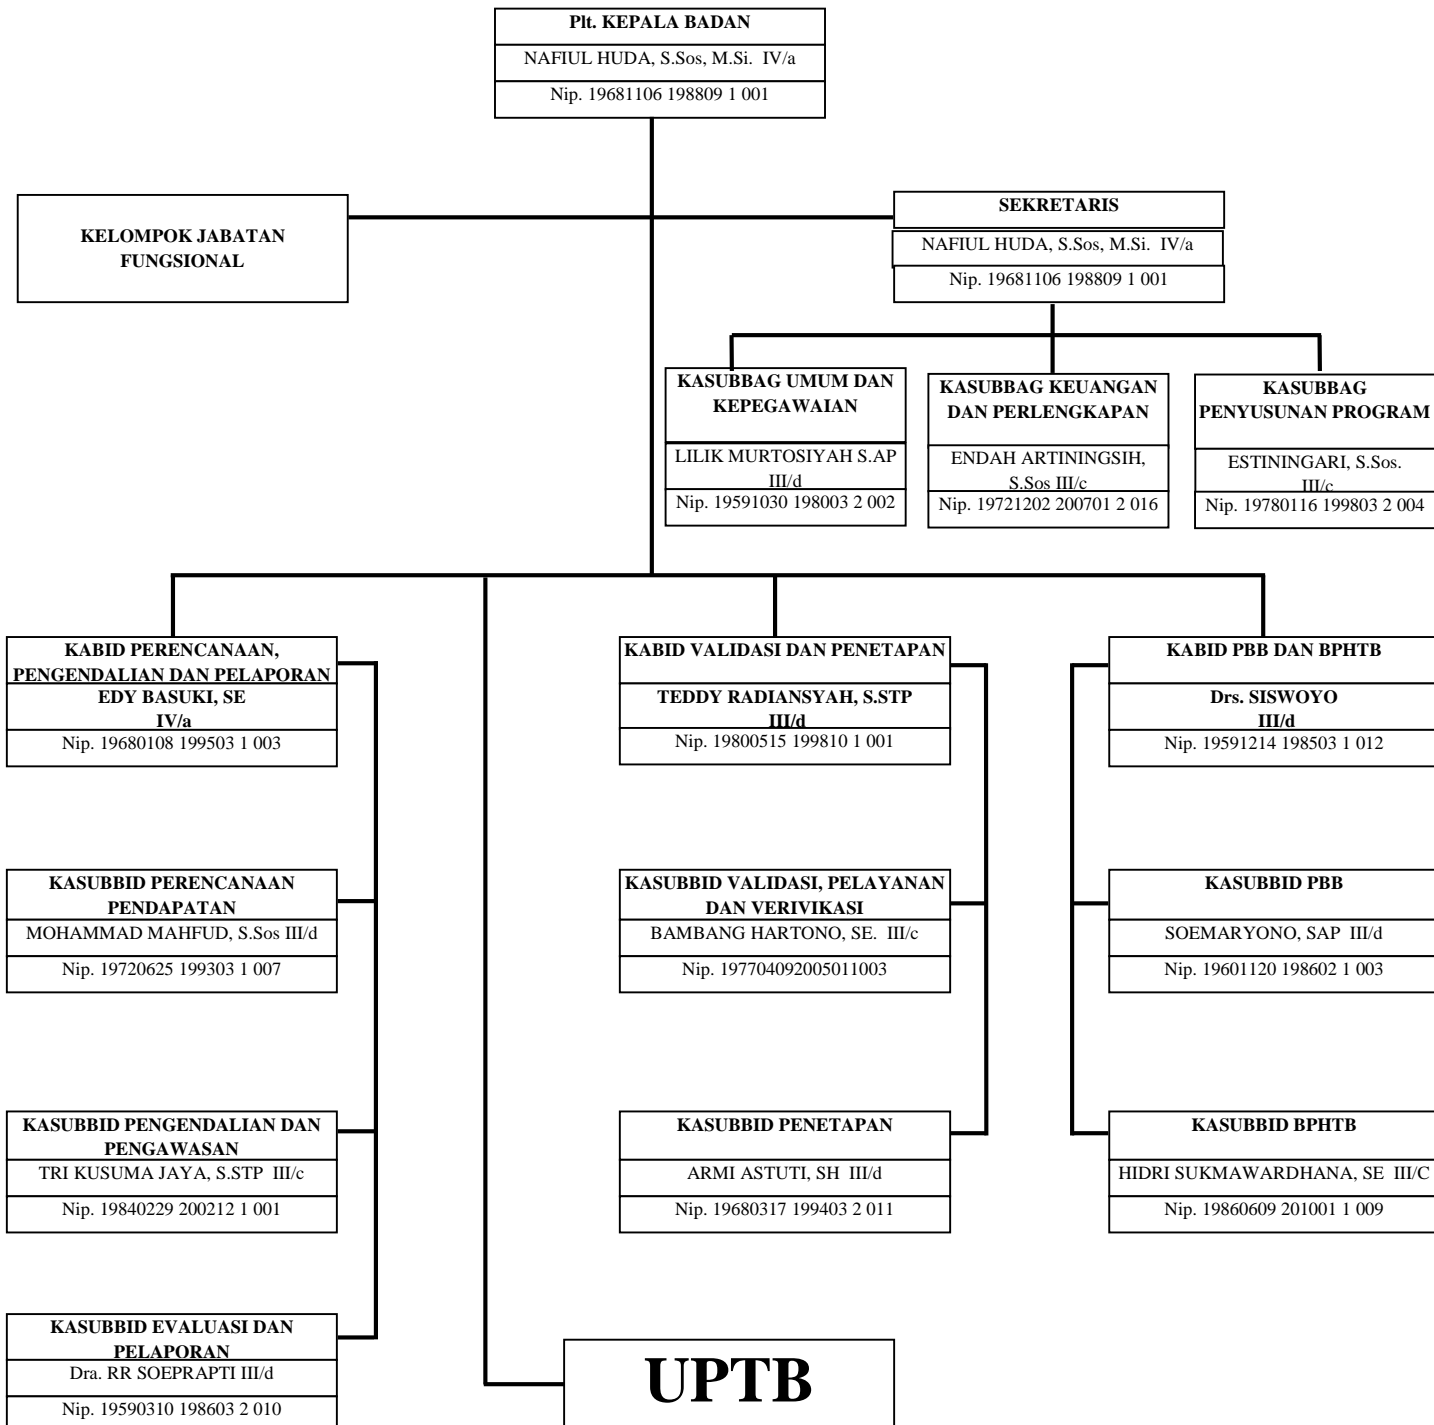 Plt. KEPALA BADAN
NAFIUL HUDA, S.Sos, M.Si. IV/a
Nip. 19681106 198809 1 001
KELOMPOK JABATAN
FUNGSIONAL
SEKRETARIS
NAFIUL HUDA, S.Sos, M.Si. IV/a
Nip. 19681106 198809 1 001
KASUBBAG UMUM DAN
KEPEGAWAIAN
LILIK MURTOSIYAH S.AP
III/d
Nip. 19591030 198003 2 002
KASUBBAG KEUANGAN
DAN PERLENGKAPAN
ENDAH ARTININGSIH,
S.Sos III/c
Nip. 19721202 200701 2 016
KASUBBAG
PENYUSUNAN PROGRAM
ESTININGARI, S.Sos.
III/c
Nip. 19780116 199803 2 004
KABID PERENCANAAN,
PENGENDALIAN DAN PELAPORAN
EDY BASUKI, SE
IV/a
Nip. 19680108 199503 1 003
KABID VALIDASI DAN PENETAPAN
TEDDY RADIANSYAH, S.STP
III/d
Nip. 19800515 199810 1 001
KABID PBB DAN BPHTB
Drs. SISWOYO
III/d
Nip. 19591214 198503 1 012
KASUBBID PERENCANAAN
PENDAPATAN
MOHAMMAD MAHFUD, S.Sos III/d
Nip. 19720625 199303 1 007
KASUBBID VALIDASI, PELAYANAN
DAN VERIVIKASI
BAMBANG HARTONO, SE. III/c
Nip. 197704092005011003
KASUBBID PBB
SOEMARYONO, SAP III/d
Nip. 19601120 198602 1 003
KASUBBID PENGENDALIAN DAN
PENGAWASAN
TRI KUSUMA JAYA, S.STP III/c
Nip. 19840229 200212 1 001
KASUBBID PENETAPAN
ARMI ASTUTI, SH III/d
Nip. 19680317 199403 2 011
KASUBBID BPHTB
HIDRI SUKMAWARDHANA, SE III/C
Nip. 19860609 201001 1 009
KASUBBID EVALUASI DAN
PELAPORAN
Dra. RR SOEPRAPTI III/d
Nip. 19590310 198603 2 010
UPTB